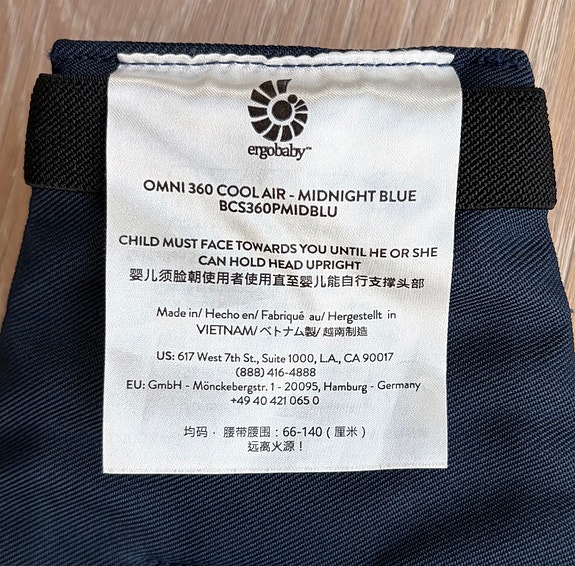 ergobaby™
OMNI 360 COOL AIR - MIDNIGHT BLUE
BCS360PMIDBLU
CHILD MUST FACE TOWARDS YOU UNTIL HE OR SHE
CAN HOLD HEAD UPRIGHT
婴儿须脸朝使用者使用直至婴儿能自行支撑头部
Made in/ Hecho en/ Fabriqué au/ Hergestellt in
VIETNAM/ ベトナム製/ 越南制造
US: 617 West 7th St., Suite 1000, L.A., CA 90017
(888) 416-4888
EU: GmbH - Mönckebergstr. 1 - 20095, Hamburg - Germany
+49 40 421 065 0
均码， 腰带腰围：66-140（厘米）
远离火源！